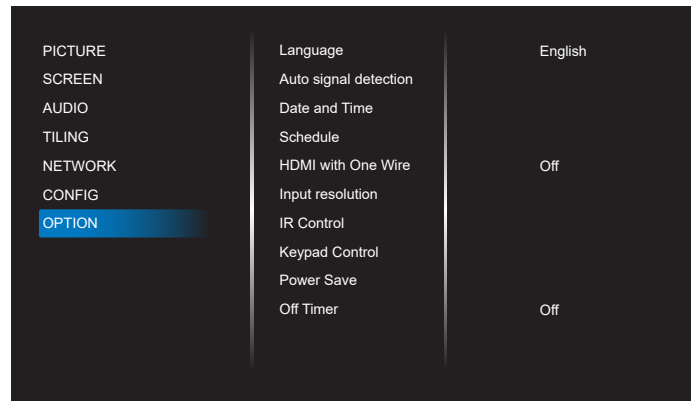 PICTURE
SCREEN
AUDIO
TILING
NETWORK
CONFIG
OPTION
Language English
Auto signal detection
Date and Time
Schedule
HDMI with One Wire Off
Input resolution
IR Control
Keypad Control
Power Save
Off Timer Off